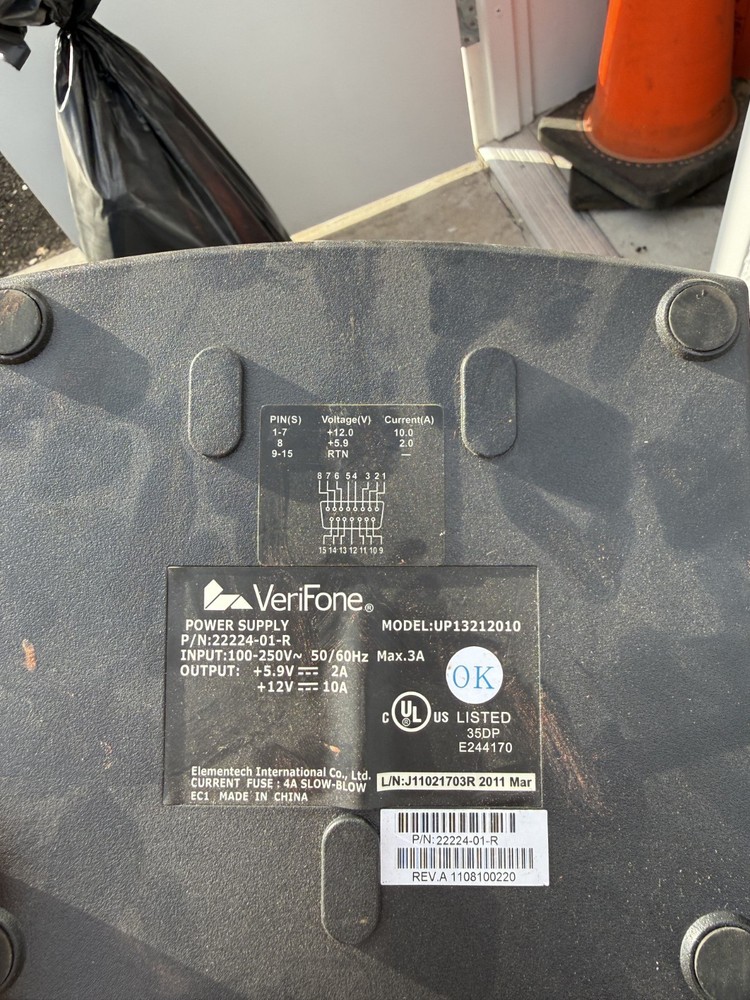 PIN(S) Voltage(V) Current(A)
1-7 +12.0 10.0
8 +5.9 2.0
9-15 RTN —
8 7 6 5 4 3 2 1
15 14 13 12 11 10 9
VeriFone®
POWER SUPPLY MODEL:UP13212010
P/N:22224-01-R
INPUT:100-250V~ 50/60Hz Max.3A
OUTPUT: +5.9V 2A
+12V 10A
OK
C UL ® US LISTED
35DP
E244170
Elementech International Co., Ltd.
CURRENT FUSE : 4A SLOW-BLOW
EC1 MADE IN CHINA
L/N:J11021703R 2011 Mar
P/N:22224-01-R
REV.A 1108100220